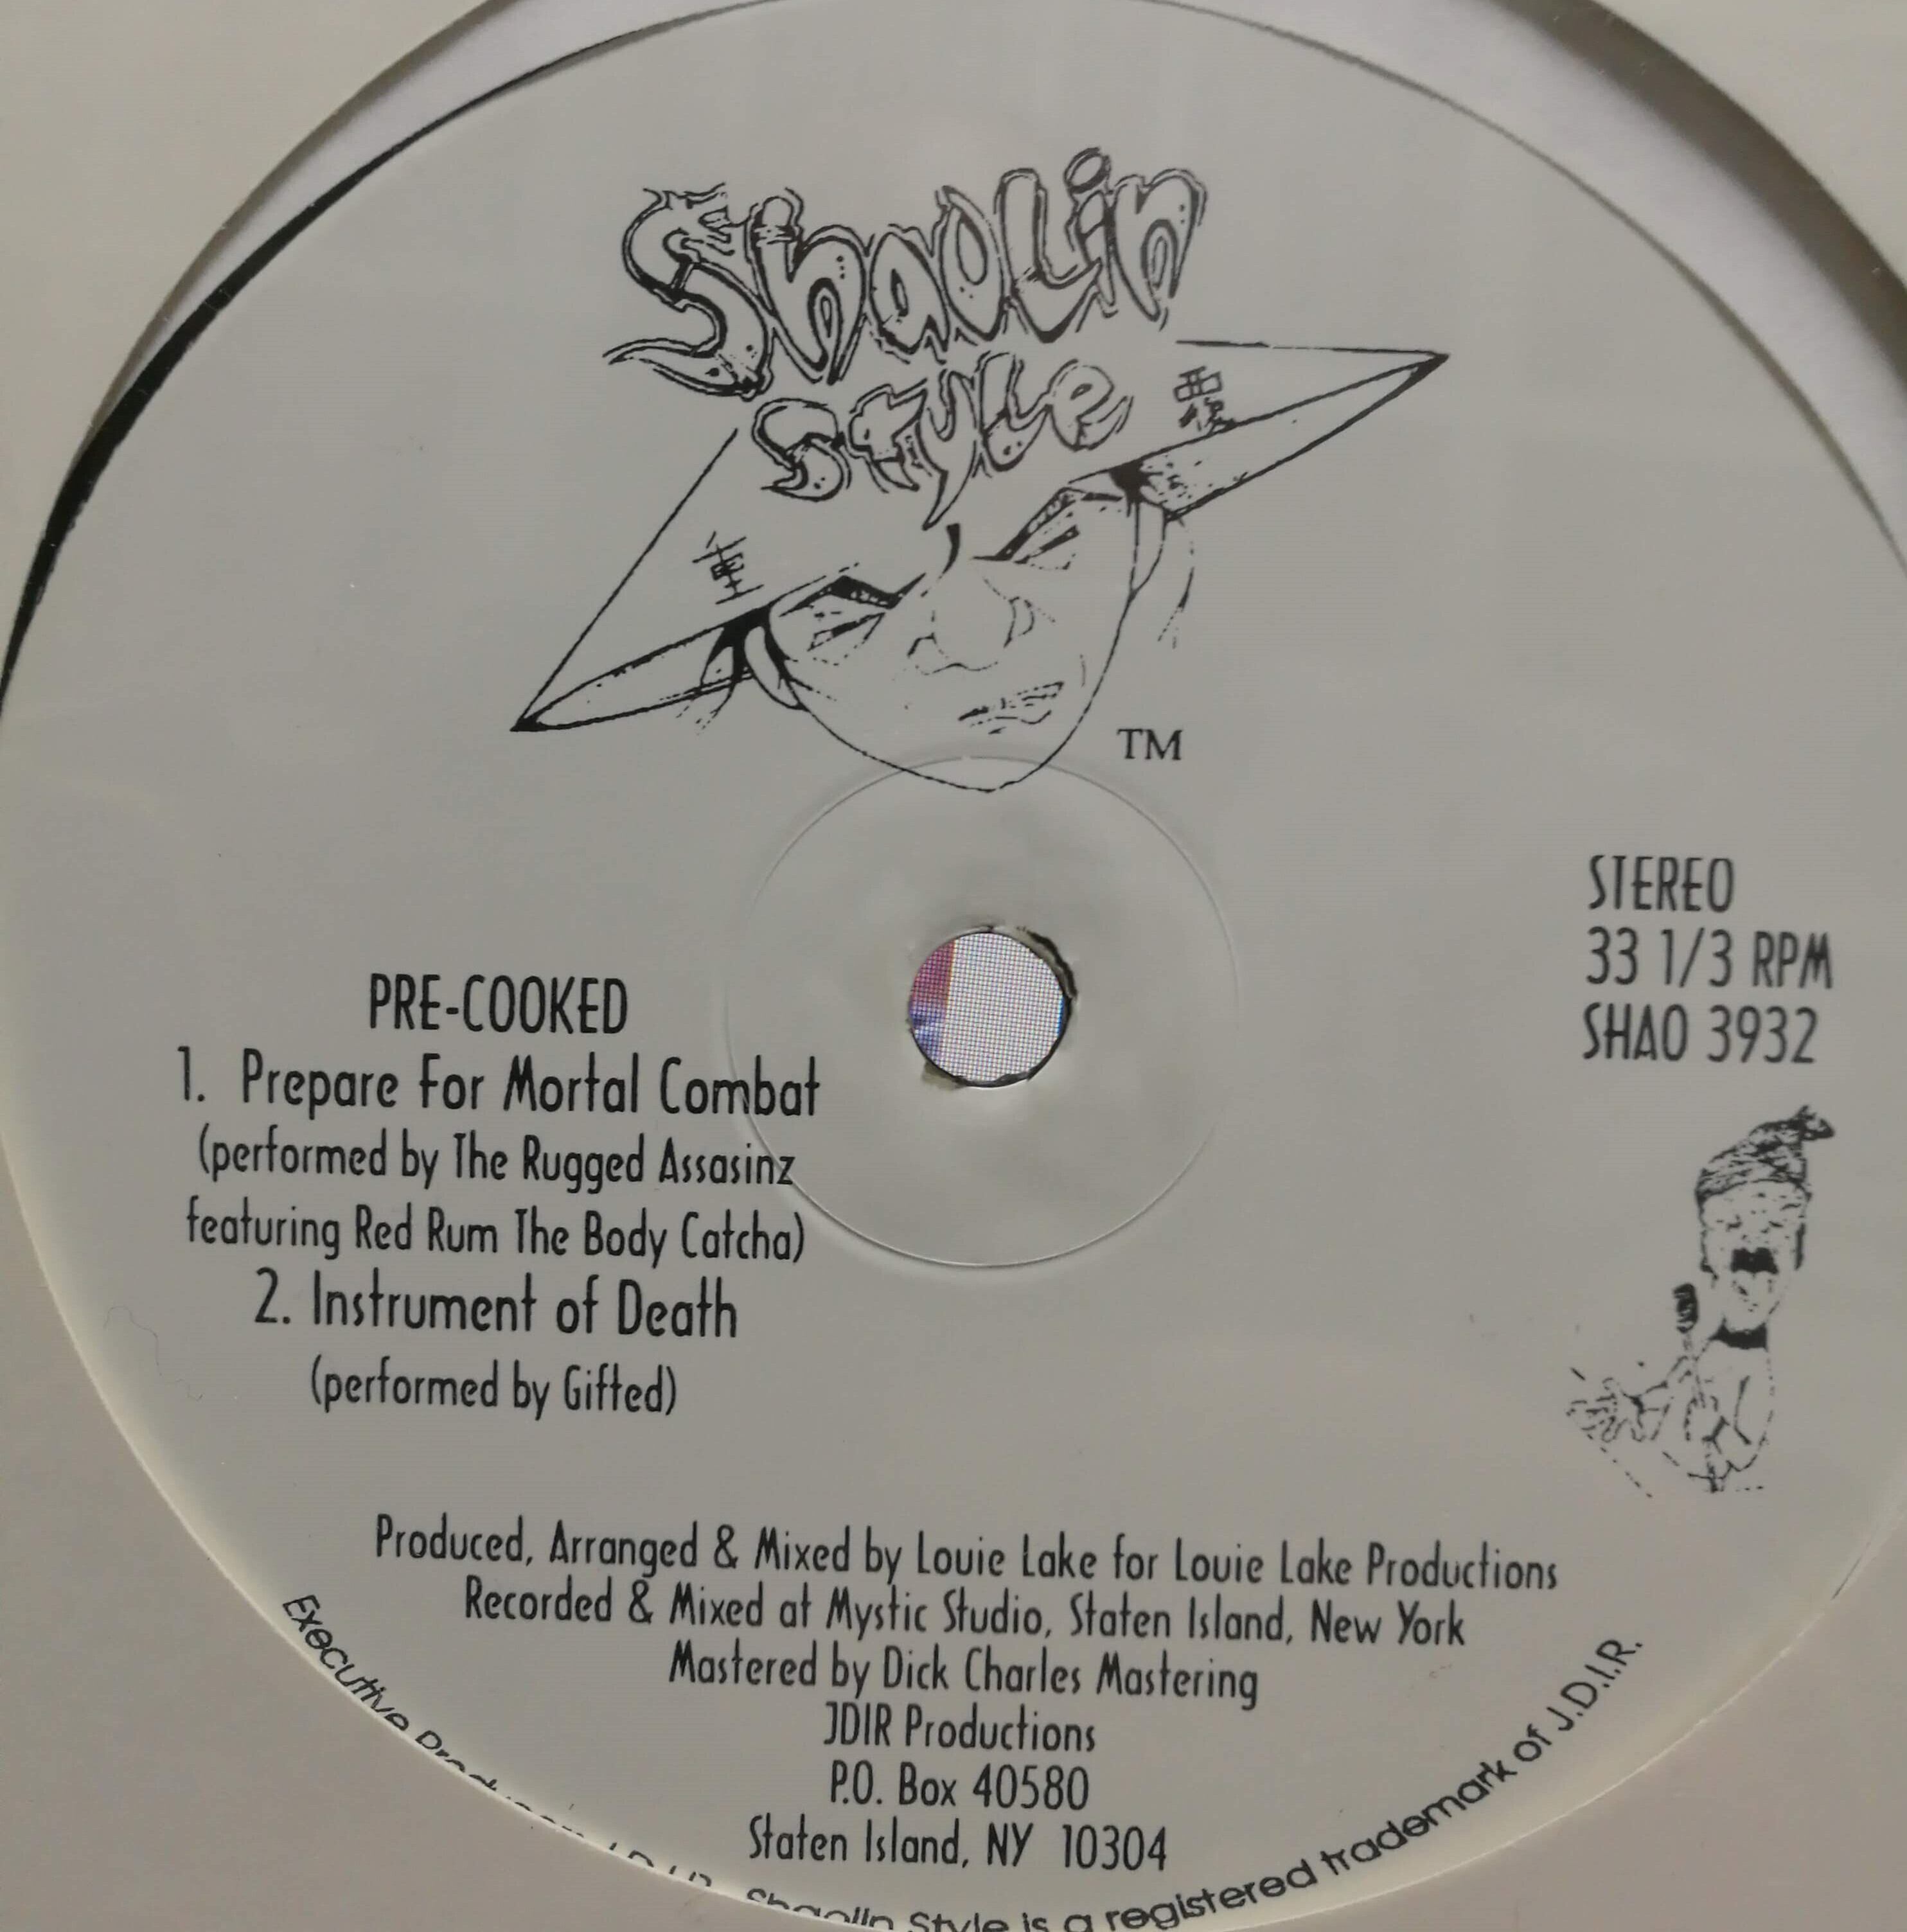 Shaolin
Style
重
TM
STEREO
33 1/3 RPM
SHAO 3932
PRE-COOKED
1. Prepare For Mortal Combat
(performed by The Rugged Assasinz
featuring Red Rum The Body Catcha)
2. Instrument of Death
(performed by Gifted)
Produced, Arranged & Mixed by Louie Lake for Louie Lake Productions
Recorded & Mixed at Mystic Studio, Staten Island, New York
Mastered by Dick Charles Mastering
JDIR Productions
P.O. Box 40580
Staten Island, NY 10304
Executive Shaolin Style is a registered trademark of J.D.I.R.